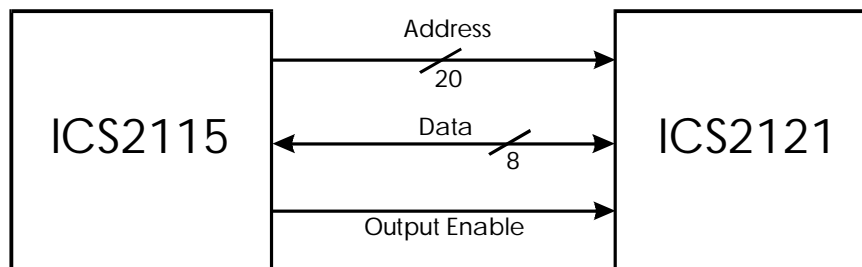 Address
20
ICS2115
Data
8
ICS2121
Output Enable